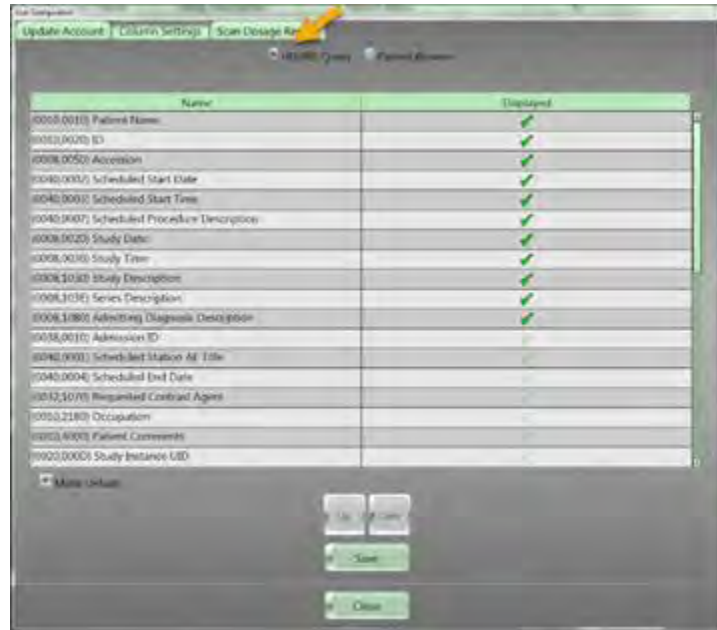 Update Account Column Settings Scan Dosage
Patient Browser
Name Displayed
(0010,0010) Patient Name
(0010,0020) ID
(0008,0050) Accession
(0040,0002) Scheduled Start Date
(0040,0003) Scheduled Start Time
(0040,0007) Scheduled Procedure Description
(0008,0020) Study Date
(0008,0030) Study Time
(0008,1030) Study Description
(0008,103E) Series Description
(0008,1080) Admitting Diagnosis Description
(0038,0010) Admission ID
(0040,0001) Scheduled Station AE Title
(0040,0004) Scheduled End Date
(0032,1070) Requested Contrast Agent
(0010,2180) Occupation
(0010,4000) Patient Comments
(0020,000D) Study Instance UID
Make Default
Up
Save
Close